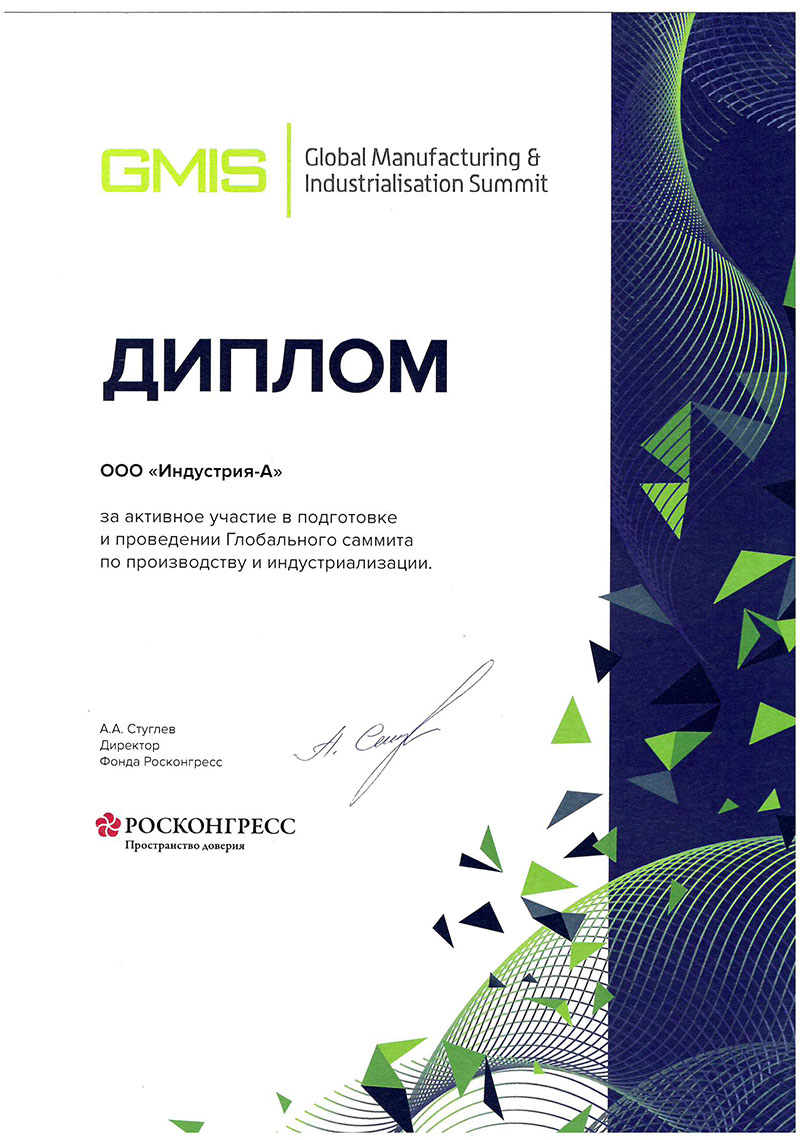 GMIS
Global Manufacturing &
Industrialisation Summit
ДИПЛОМ
ООО «Индустрия-А»
за активное участие в подготовке
и проведении Глобального саммита
по производству и индустриализации.
А.А. Стуглев
Директор
Фонда Росконгресс
РОСКОНГРЕСС
Пространство доверия